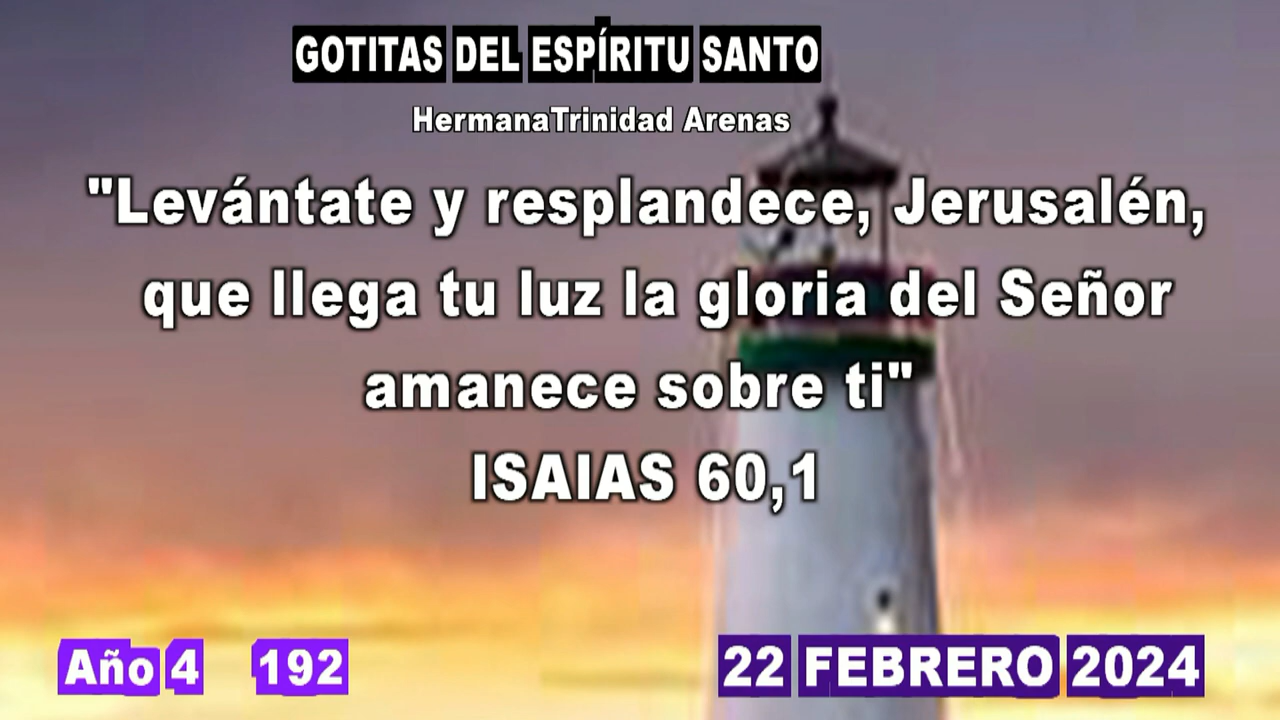 GOTITAS DEL ESPÍRITU SANTO
HermanaTrinidad Arenas
"Levántate y resplandece, Jerusalén,
que llega tu luz la gloria del Señor
amanece sobre ti"
ISAIAS 60,1
Año 4 192 22 FEBRERO 2024